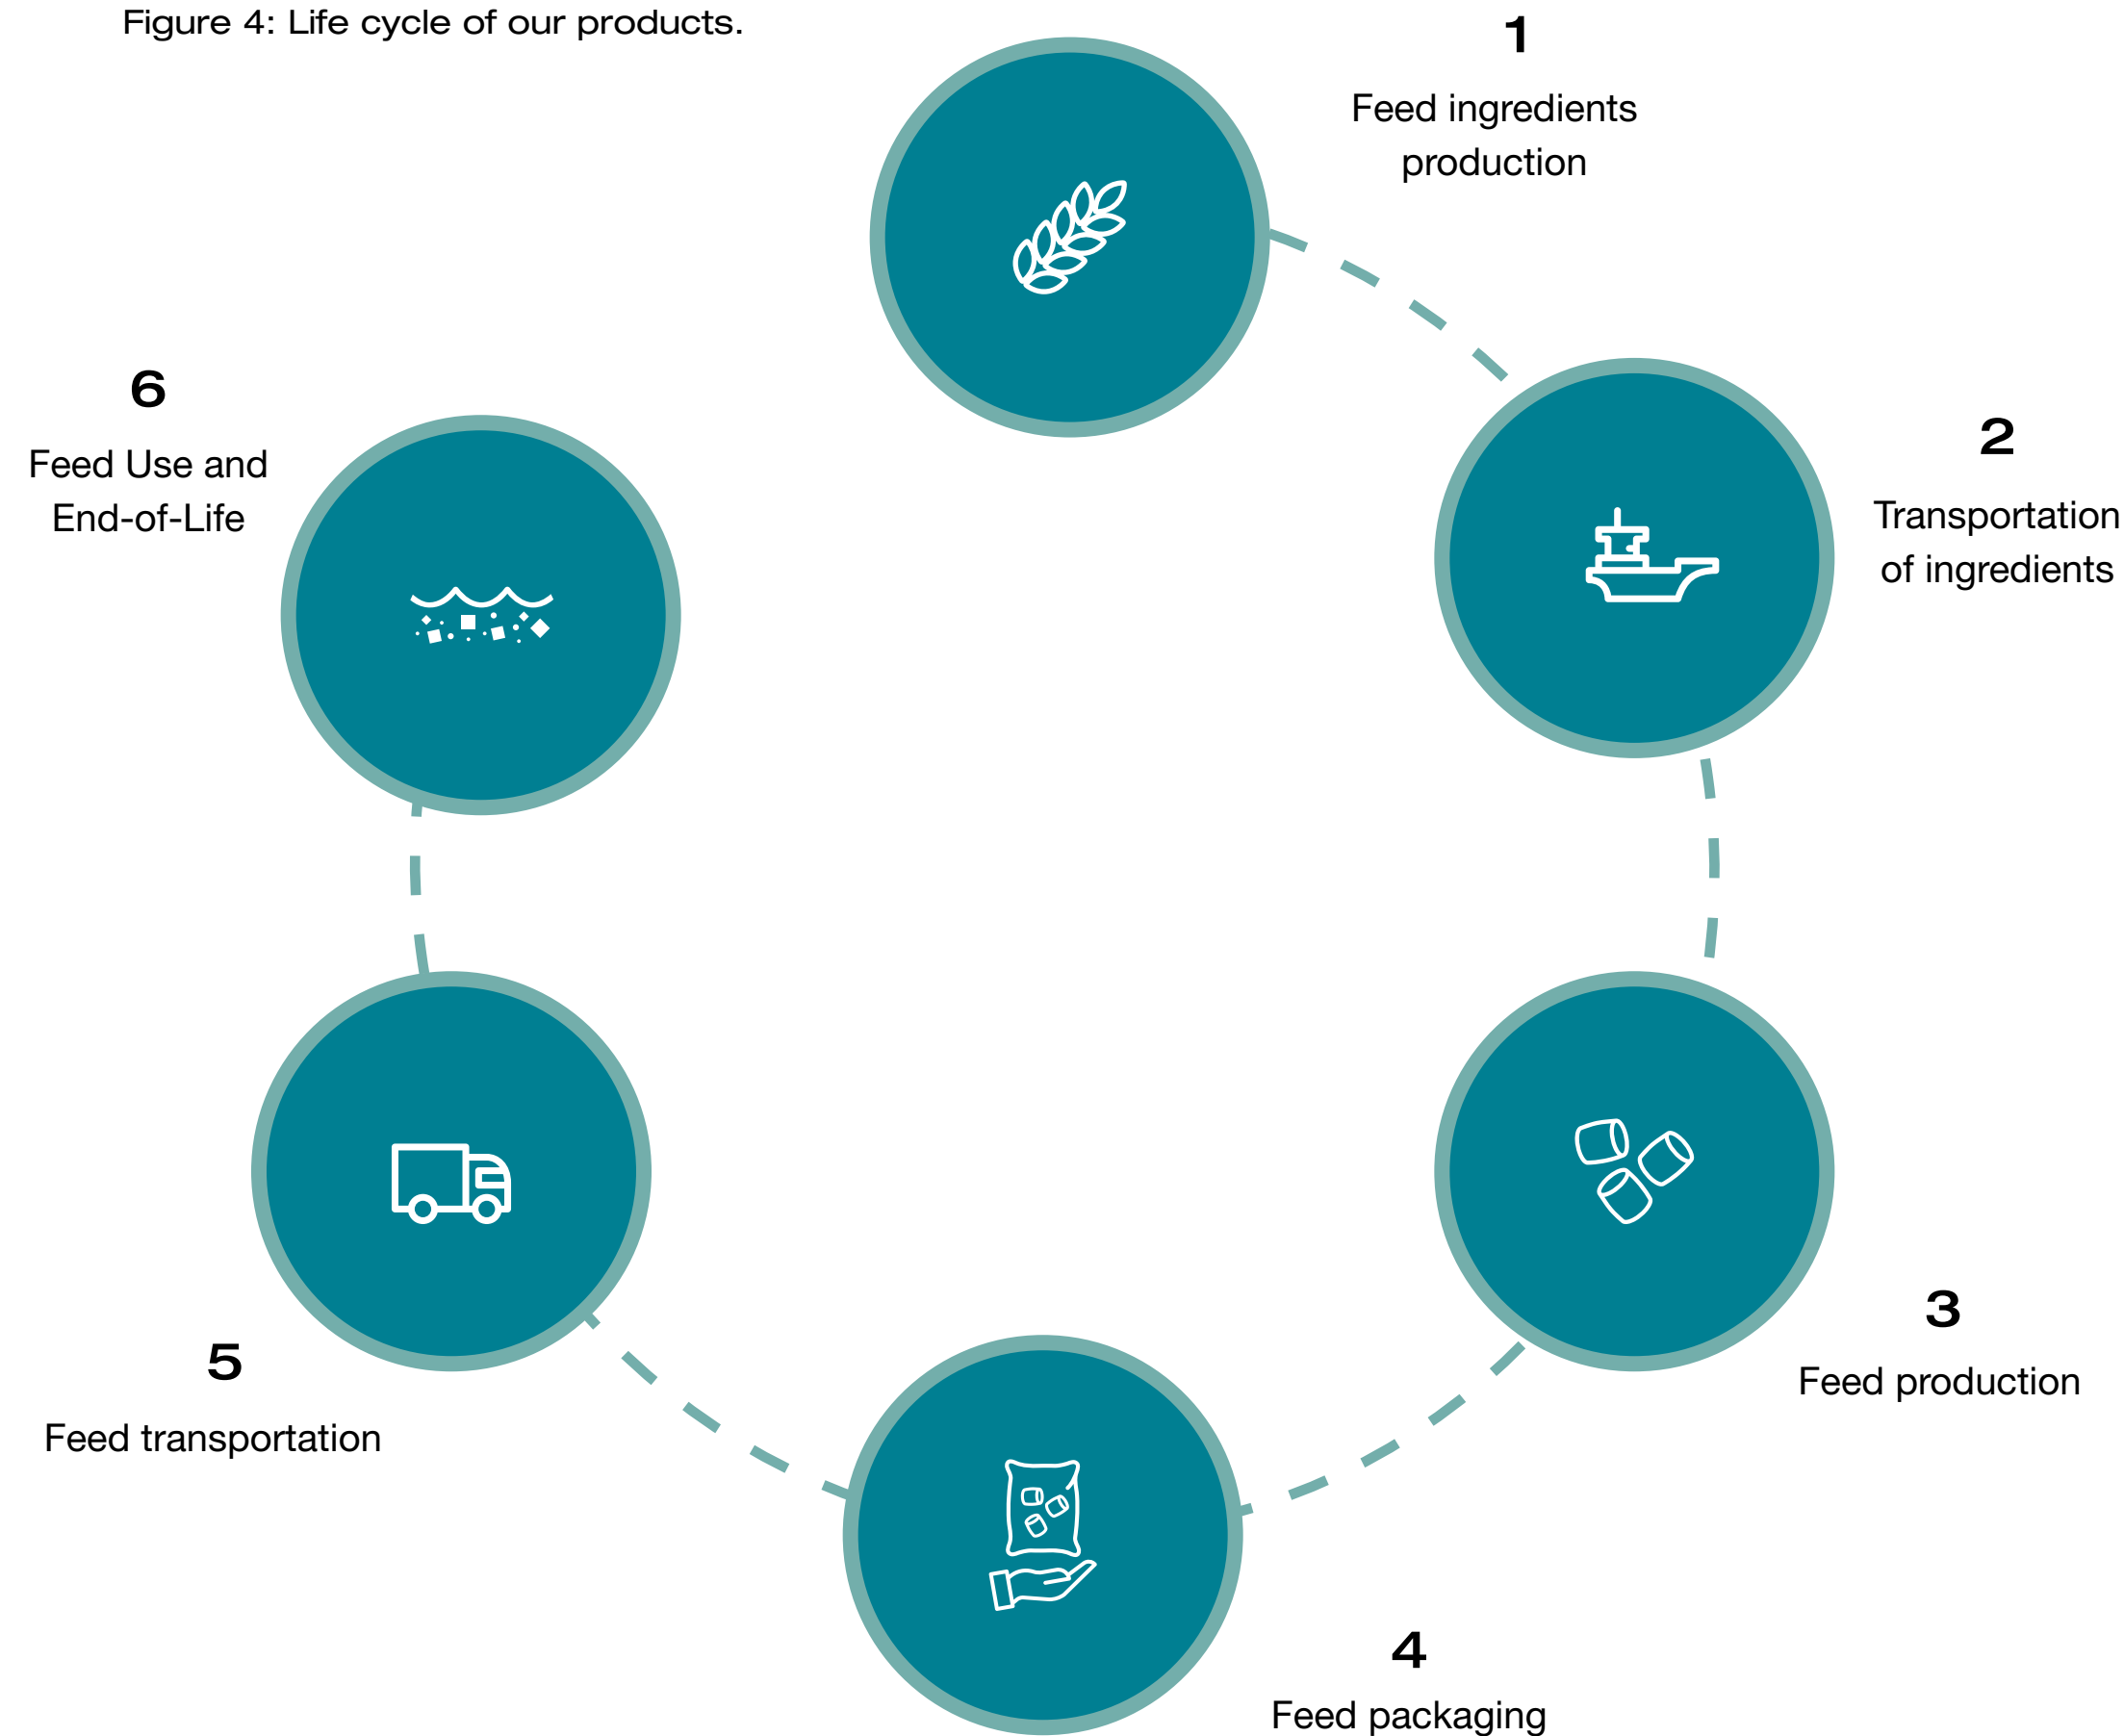 Figure 4: Life cycle of our products.
1
Feed ingredients
production
2
Transportation
of ingredients
3
Feed production
4
Feed packaging
5
Feed transportation
6
Feed Use and
End-of-Life